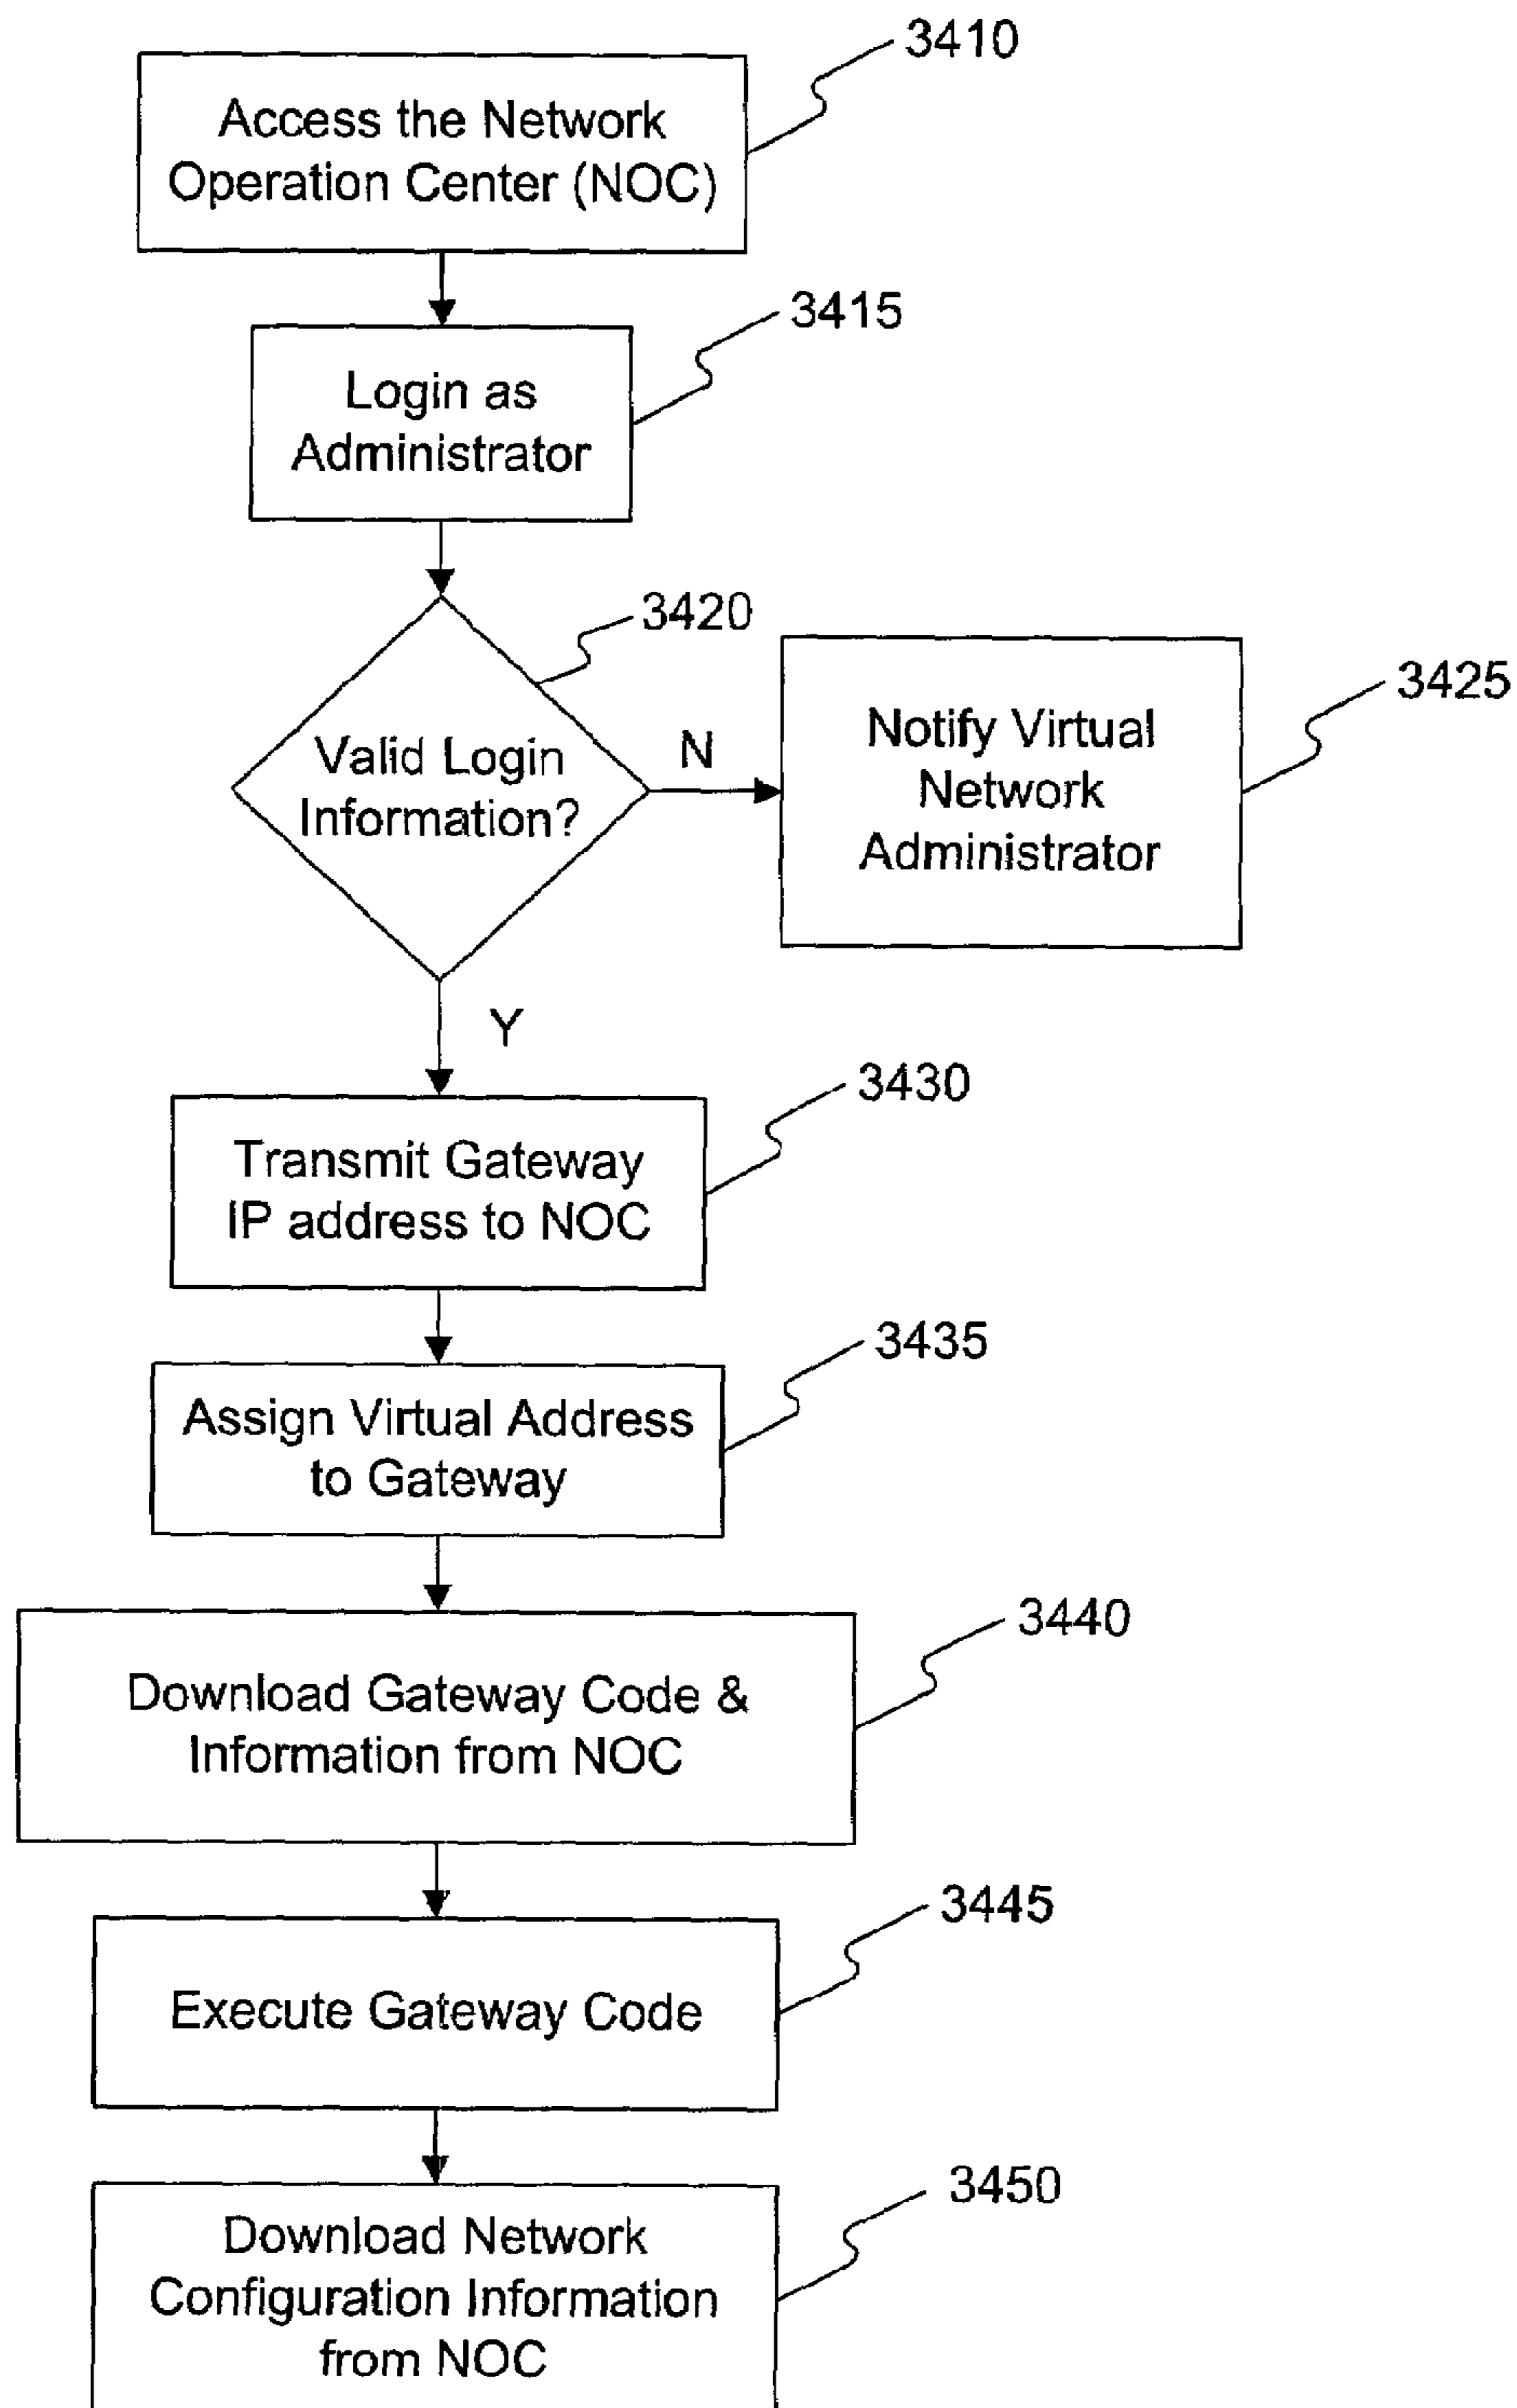 3410
Access the Network
Operation Center (NOC)
3415
Login as
Administrator
3420
Valid Login
Information?
N
3425
Notify Virtual
Network
Administrator
Y
3430
Transmit Gateway
IP address to NOC
3435
Assign Virtual Address
to Gateway
3440
Download Gateway Code &
Information from NOC
3445
Execute Gateway Code
3450
Download Network
Configuration Information
from NOC